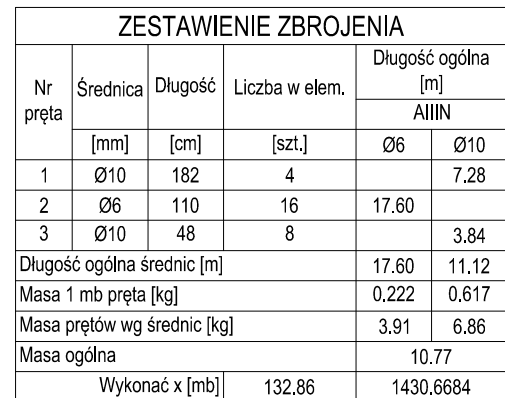 ZESTAWIENIE ZBROJENIA
Nr pręta Średnica Długość Liczba w elem. Długość ogólna [m]
AIIIN
[mm] [cm] [szt.] Ø6 Ø10
1 Ø10 182 4 7.28
2 Ø6 110 16 17.60
3 Ø10 48 8 3.84
Długość ogólna średnic [m] 17.60 11.12
Masa 1 mb pręta [kg] 0.222 0.617
Masa prętów wg średnic [kg] 3.91 6.86
Masa ogólna 10.77
Wykonać x [mb] 132.86 1430.6684